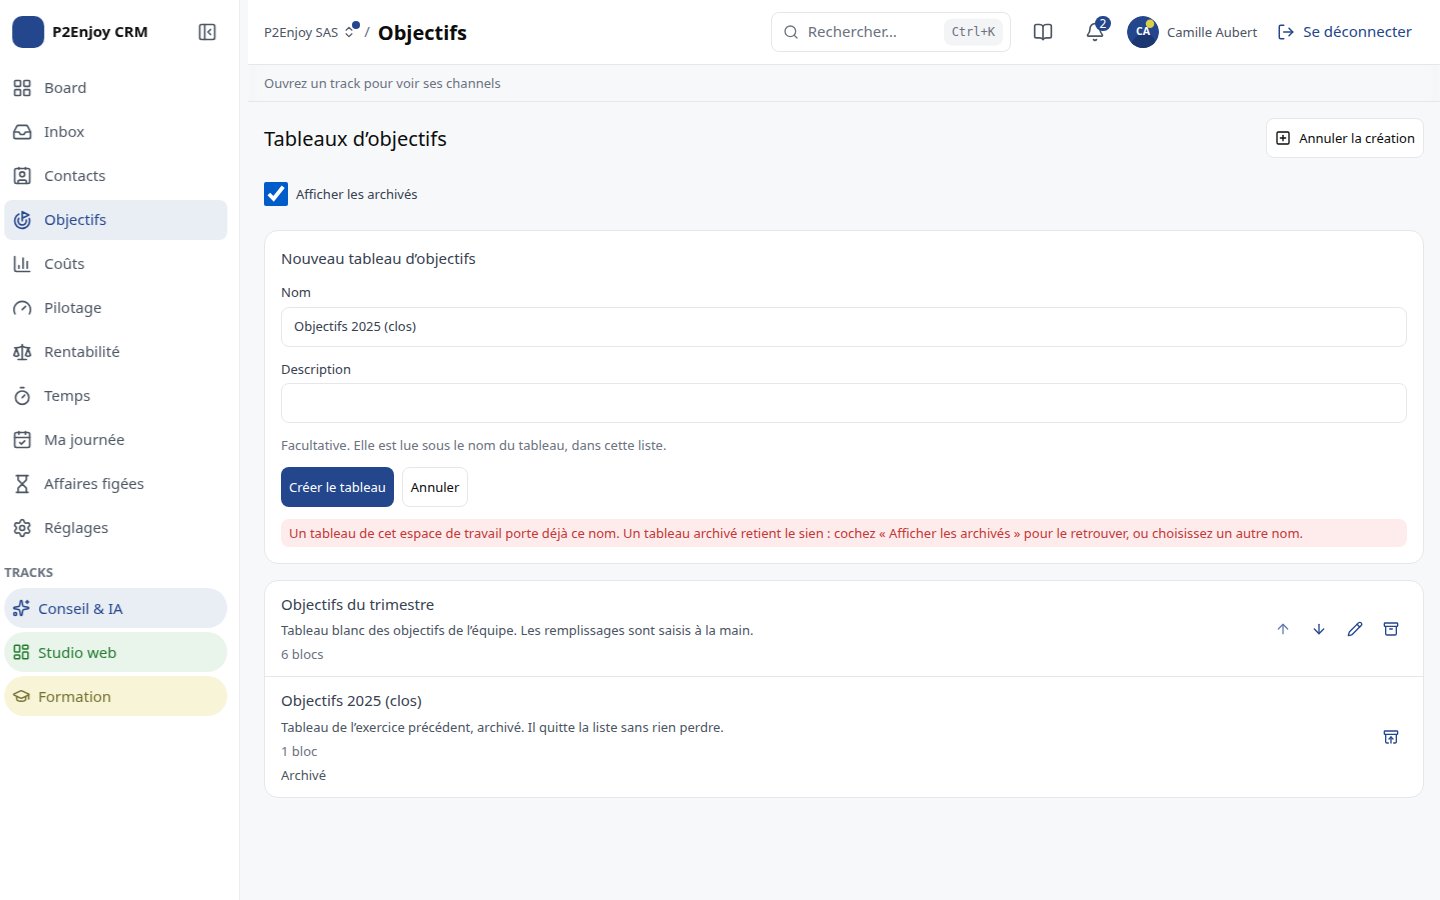 P2Enjoy CRM
Board
Inbox
Contacts
Objectifs
Coûts
Pilotage
Rentabilité
Temps
Ma journée
Affaires figées
Réglages
TRACKS
Conseil & IA
Studio web
Formation
P2Enjoy SAS / Objectifs
Rechercher... Ctrl+K
2
CA Camille Aubert
Se déconnecter
Ouvrez un track pour voir ses channels
Tableaux d’objectifs
Annuler la création
Afficher les archivés
Nouveau tableau d’objectifs
Nom
Objectifs 2025 (clos)
Description
Facultative. Elle est lue sous le nom du tableau, dans cette liste.
Créer le tableau Annuler
Un tableau de cet espace de travail porte déjà ce nom. Un tableau archivé retient le sien : cochez « Afficher les archivés » pour le retrouver, ou choisissez un autre nom.
Objectifs du trimestre
Tableau blanc des objectifs de l’équipe. Les remplissages sont saisis à la main.
6 blocs
Objectifs 2025 (clos)
Tableau de l’exercice précédent, archivé. Il quitte la liste sans rien perdre.
1 bloc
Archivé